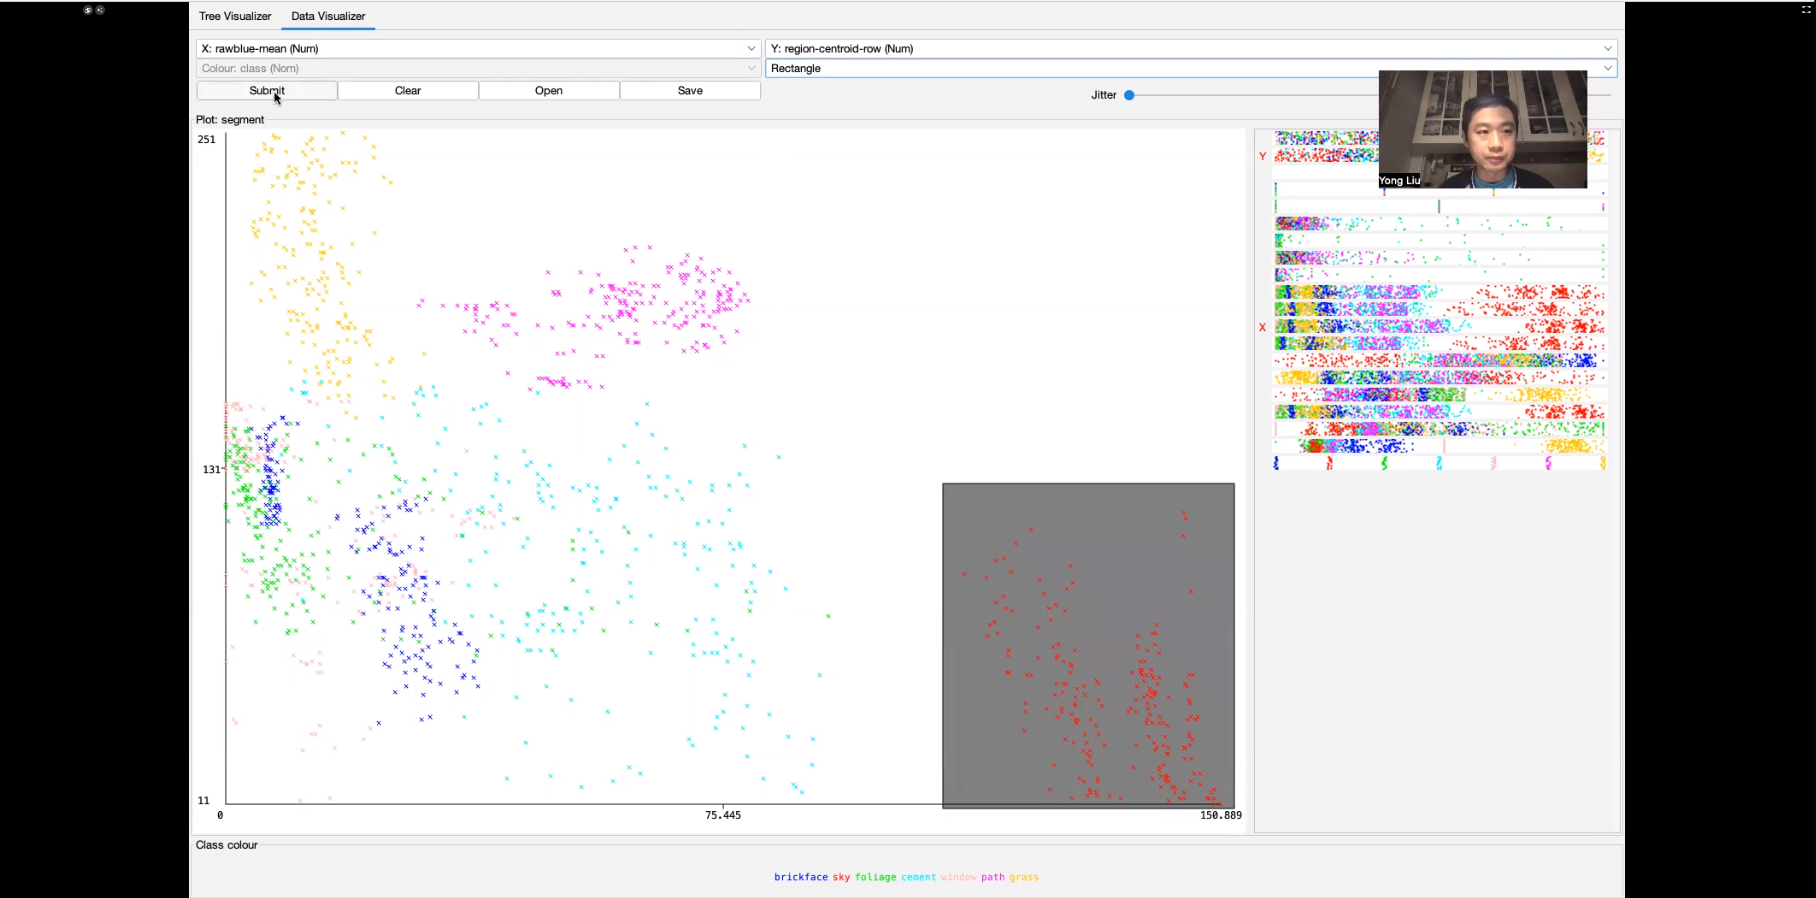 Tree Visualizer Data Visualizer
X: rawblue-mean (Num) Y: region-centroid-row (Num)
Colour: class (Nom) Rectangle
Submit Clear Open Save Jitter
Plot: segment
251
Y
Yong Liu
X
131
11
0 75.445 150.889
Class colour
brickface sky foliage cement window path grass